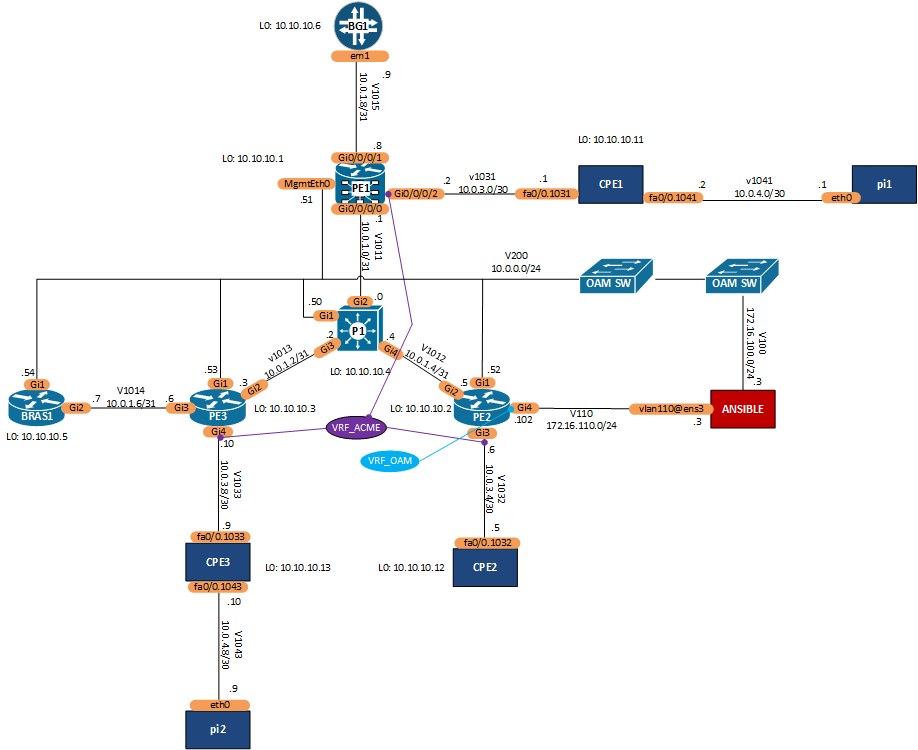 L0: 10.10.10.6
BG1
em1
.9
V1015
10.0.1.8/31
.8
Gi0/0/0/1
L0: 10.10.10.1
PE1
MgmtEth0
.51
Gi0/0/0/2
.2
v1031
10.0.3.0/30
.1
fa0/0.1031
L0: 10.10.10.11
CPE1
fa0/0.1041
.2
v1041
10.0.4.0/30
.1
eth0
pi1
Gi0/0/0/0
.1
V1011
10.0.1.0/31
V200
10.0.0.0/24
OAM SW
OAM SW
.0
Gi2
.50
Gi1
P1
.2
Gi3
.4
Gi4
L0: 10.10.10.4
v1013
10.0.1.2/31
V1012
10.0.1.4/31
V100
172.16.100.0/24
.3
.54
Gi1
BRAS1
Gi2
.7
V1014
10.0.1.6/31
.6
Gi3
L0: 10.10.10.5
.53
Gi1
.3
Gi2
PE3
L0: 10.10.10.3
Gi4
.10
.52
Gi1
.5
Gi2
L0: 10.10.10.2
PE2
Gi4
.102
Gi3
.6
V110
172.16.110.0/24
vlan110@ens3
.3
ANSIBLE
VRF_ACME
VRF_OAM
V1033
10.0.3.8/30
.9
fa0/0.1033
CPE3
L0: 10.10.10.13
fa0/0.1043
.10
V1032
10.0.3.4/30
.5
fa0/0.1032
L0: 10.10.10.12
CPE2
V1043
10.0.4.8/30
.9
eth0
pi2